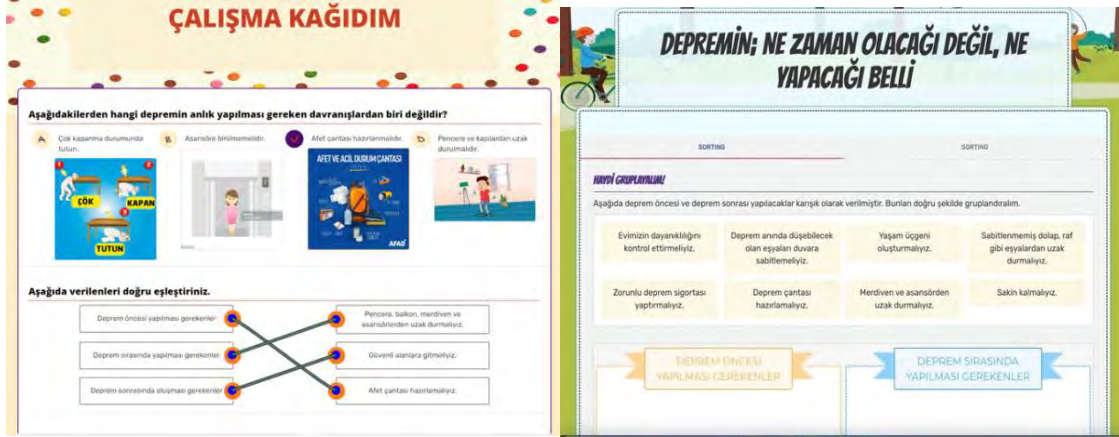 ÇALIŞMA KAĞIDIM
Aşağıdakilerden hangi depremin anlık yapılması gereken davranışlardan biri değildir?
A
Çök kapanma durumunda
tutun.
B
Asansöre binilmemelidir.
Afet çantası hazırlanmalıdır.
D
Pencere ve kapılardan uzak
durulmalıdır.
1
2
ÇÖK
KAPAN
3
TUTUN
AFET VE ACİL DURUM ÇANTASI
AFAD
Aşağıda verilenleri doğru eşleştiriniz.
Deprem öncesi yapılması gerekenler
Pencere, balkon, merdiven ve
asansörlerden uzak durmalıyız.
Deprem sırasında yapılması gerekenler
Güvenli alanlara gitmeliyiz.
Deprem sonrasında oluşması gerekenler
Afet çantası hazırlamalıyız.
DEPREMİN; NE ZAMAN OLACAĞI DEĞİL, NE
YAPACAĞI BELLİ
SORTING
SORTING
HAYDİ GRUPLAYALIM!
Aşağıda deprem öncesi ve deprem sonrası yapılacaklar karışık olarak verilmiştir. Bunları doğru şekilde gruplandıralım.
Evimizin dayanıklılığını
kontrol ettirmeliyiz.
Deprem anında düşebilecek
olan eşyaları duvara
sabitlemeliyiz.
Yaşam üçgeni
oluşturmalıyız.
Sabitlenmemiş dolap, raf
gibi eşyalardan uzak
durmalıyız.
Zorunlu deprem sigortası
yaptırmalıyız.
Deprem çantası
hazırlamalıyız.
Merdiven ve asansörden
uzak durmalıyız.
Sakin kalmalıyız.
DEPREM ÖNCESİ
YAPILMASI GEREKENLER
DEPREM SIRASINDA
YAPILMASI GEREKENLER